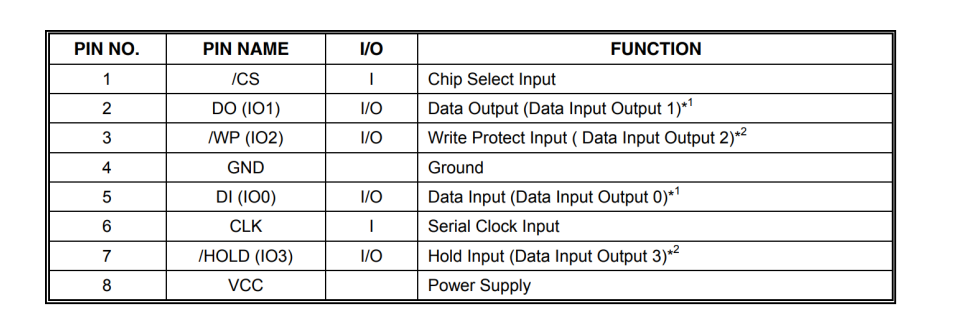 PIN NO. PIN NAME I/O FUNCTION
1 /CS I Chip Select Input
2 DO (IO1) I/O Data Output (Data Input Output 1)*1
3 /WP (IO2) I/O Write Protect Input ( Data Input Output 2)*2
4 GND Ground
5 DI (IO0) I/O Data Input (Data Input Output 0)*1
6 CLK I Serial Clock Input
7 /HOLD (IO3) I/O Hold Input (Data Input Output 3)*2
8 VCC Power Supply